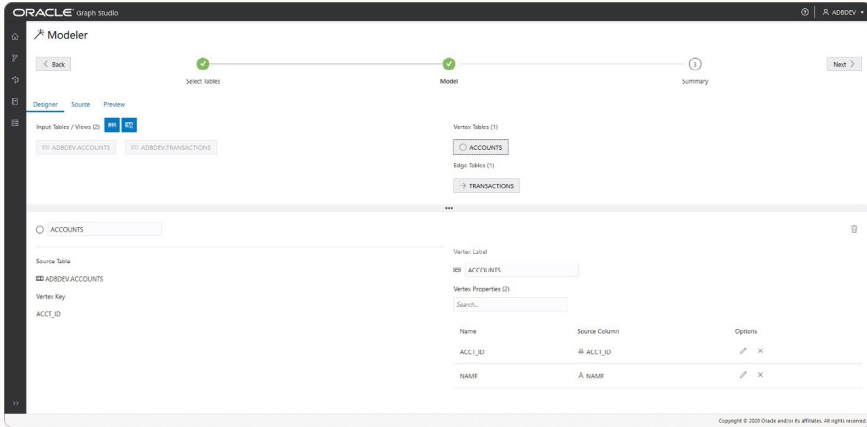 ORACLE Graph Studio
ADBDEV
Modeler
Back
Next
3
Select Tables
Model
Summary
Designer Source Preview
Input Tables / Views (2)
Vertex Tables (1)
ADBDEV.ACCOUNTS ADBDEV.TRANSACTIONS
ACCOUNTS
Edge Tables (1)
TRANSACTIONS
ACCOUNTS
Source Table
ADBDEV.ACCOUNTS
Vertex Key
ACCT_ID
Vertex Label
ACCOUNTS
Vertex Properties (2)
Search...
Name Source Column Options
ACCT_ID ACCT_ID
NAME NAME
Copyright © 2020 Oracle and/or its affiliates. All rights reserved.